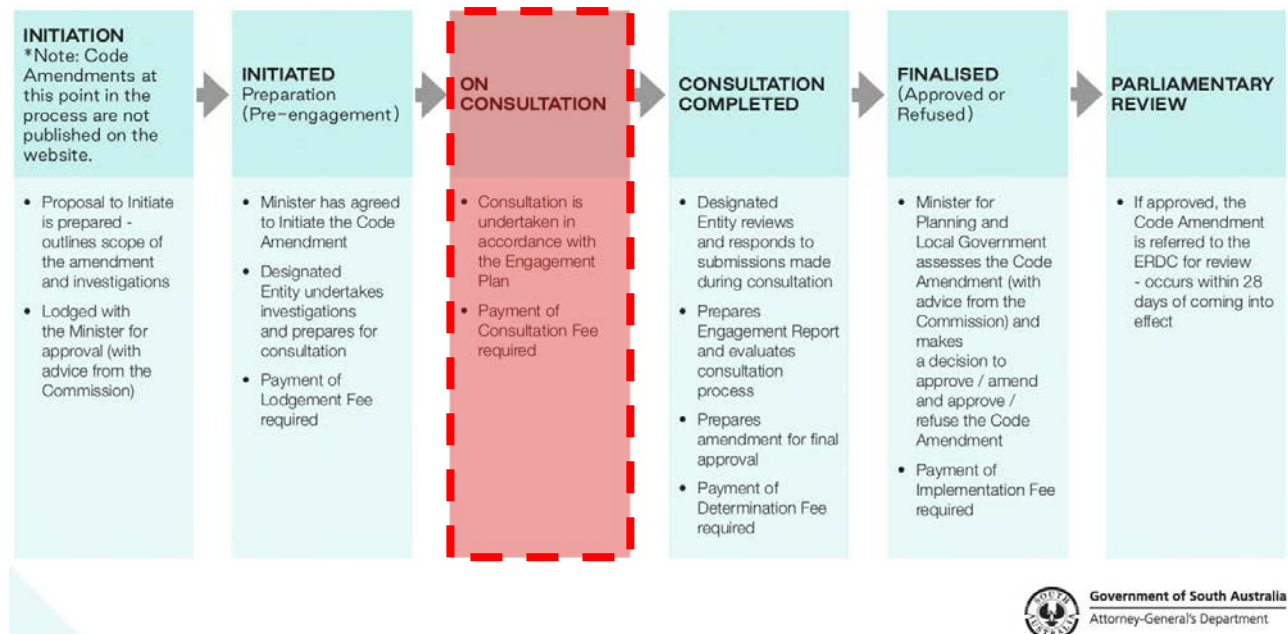 INITIATION
*Note: Code
Amendments at
this point in the
process are not
published on the
website.
• Proposal to Initiate
is prepared -
outlines scope of
the amendment
and investigations
• Lodged with
the Minister for
approval (with
advice from the
Commission)
INITIATED
Preparation
(Pre-engagement)
• Minister has agreed
to Initiate the Code
Amendment
• Designated
Entity undertakes
investigations
and prepares for
consultation
• Payment of
Lodgement Fee
required
ON
CONSULTATION
• Consultation is
undertaken in
accordance with
the Engagement
Plan
• Payment of
Consultation Fee
required
CONSULTATION
COMPLETED
• Designated
Entity reviews
and responds to
submissions made
during consultation
• Prepares
Engagement Report
and evaluates
consultation
process
• Prepares
amendment for final
approval
• Payment of
Determination Fee
required
FINALISED
(Approved or
Refused)
• Minister for
Planning and
Local Government
assesses the Code
Amendment (with
advice from the
Commission) and
makes
a decision to
approve / amend
and approve /
refuse the Code
Amendment
• Payment of
Implementation Fee
required
PARLIAMENTARY
REVIEW
• If approved, the
Code Amendment
is referred to the
ERDC for review
- occurs within 28
days of coming into
effect
SOUTH
AUSTRALIA
Government of South Australia
Attorney-General's Department